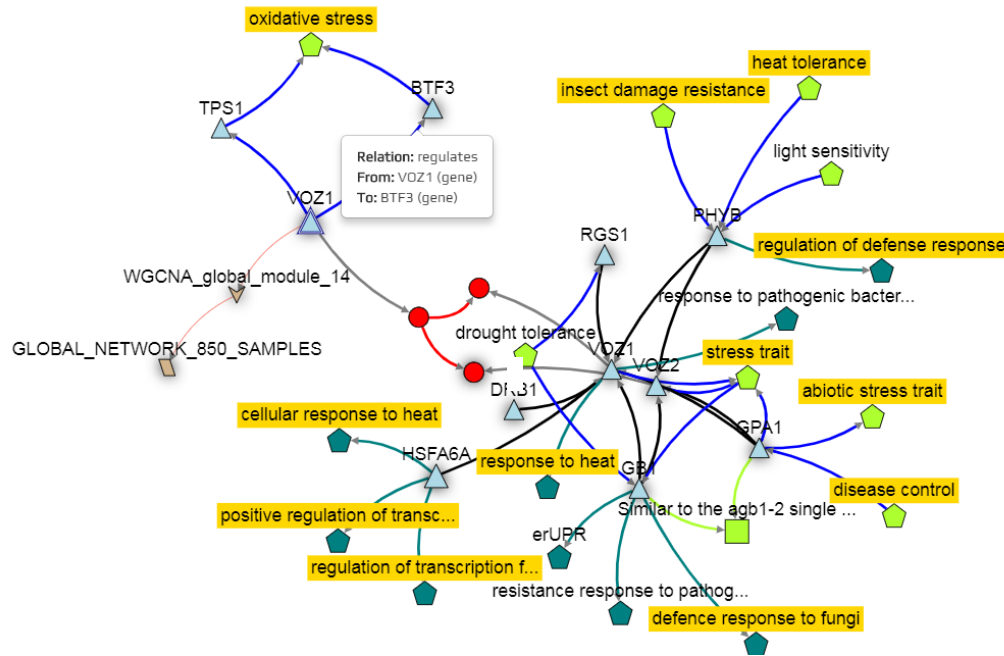 oxidative stress
BTF3
TPS1
heat tolerance
insect damage resistance
Relation: regulates
From: VOZ1 (gene)
To: BTF3 (gene)
light sensitivity
VOZ1
PHYB
RGS1
regulation of defense response
WGCNA_global_module_14
response to pathogenic bacter...
drought tolerance
GLOBAL_NETWORK_850_SAMPLES
VOZ1
stress trait
VOZ2
abiotic stress trait
cellular response to heat
GPA1
HSFA6A
response to heat
GB1
disease control
Similar to the agb1-2 single ...
positive regulation of transc...
erUPR
regulation of transcription f...
resistance response to pathog...
defence response to fungi